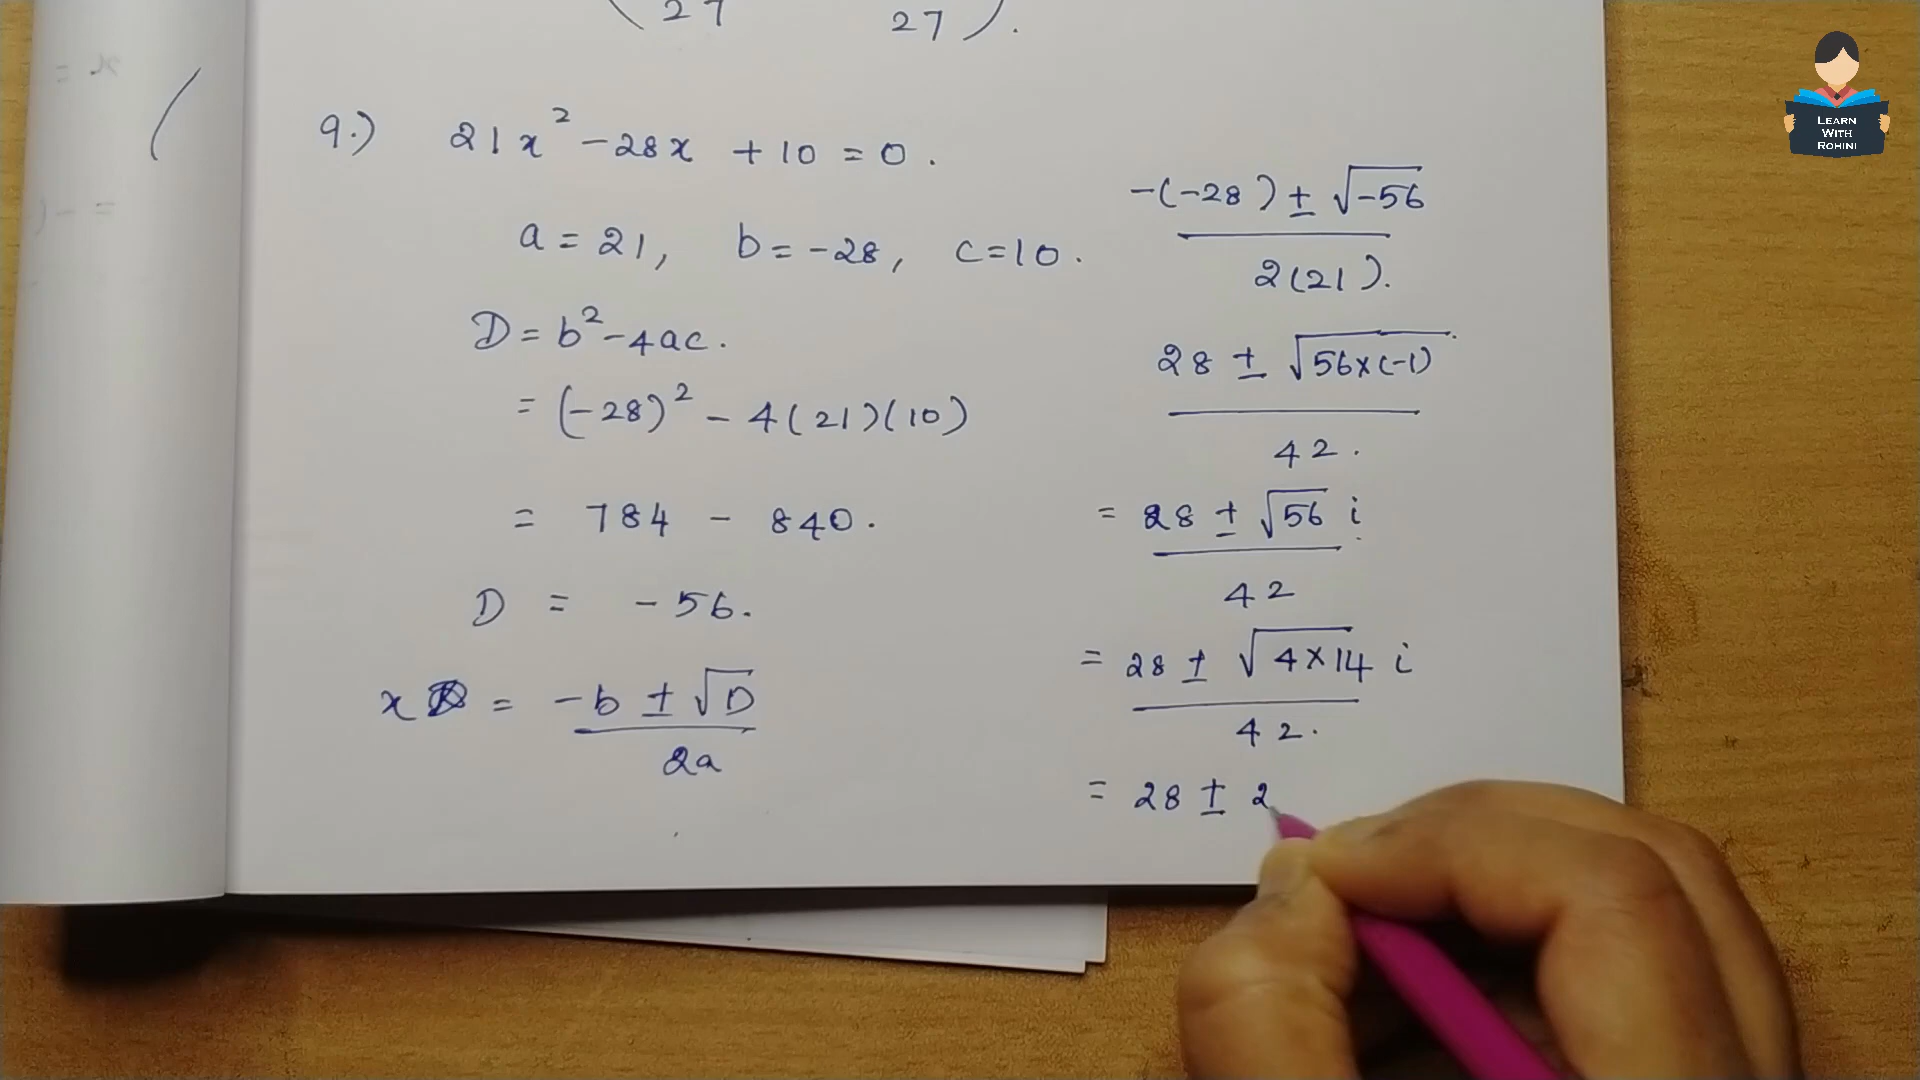 27 27 ).
9.) 21x² - 28x + 10 = 0.
a = 21, b = -28, c = 10.
D = b² - 4ac.
= (-28)² - 4(21)(10)
= 784 - 840.
D = -56.
x = -b ± √D
2a
-(-28) ± √-56
2(21).
28 ± √56×(-1)
42.
= 28 ± √56 i
42
= 28 ± √4×14 i
42.
= 28 ± 2
LEARN
WITH
ROHINI